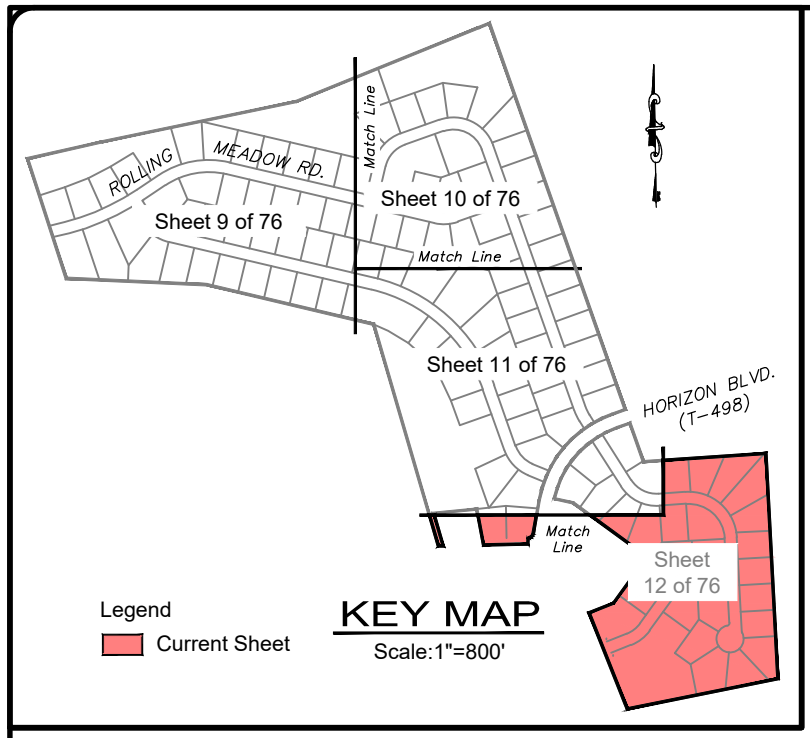 Match Line
ROLLING
MEADOW RD.
Sheet 10 of 76
Sheet 9 of 76
Match Line
Sheet 11 of 76
HORIZON BLVD.
(T-498)
Match
Line
Sheet
12 of 76
Legend
Current Sheet
KEY MAP
Scale:1"=800'